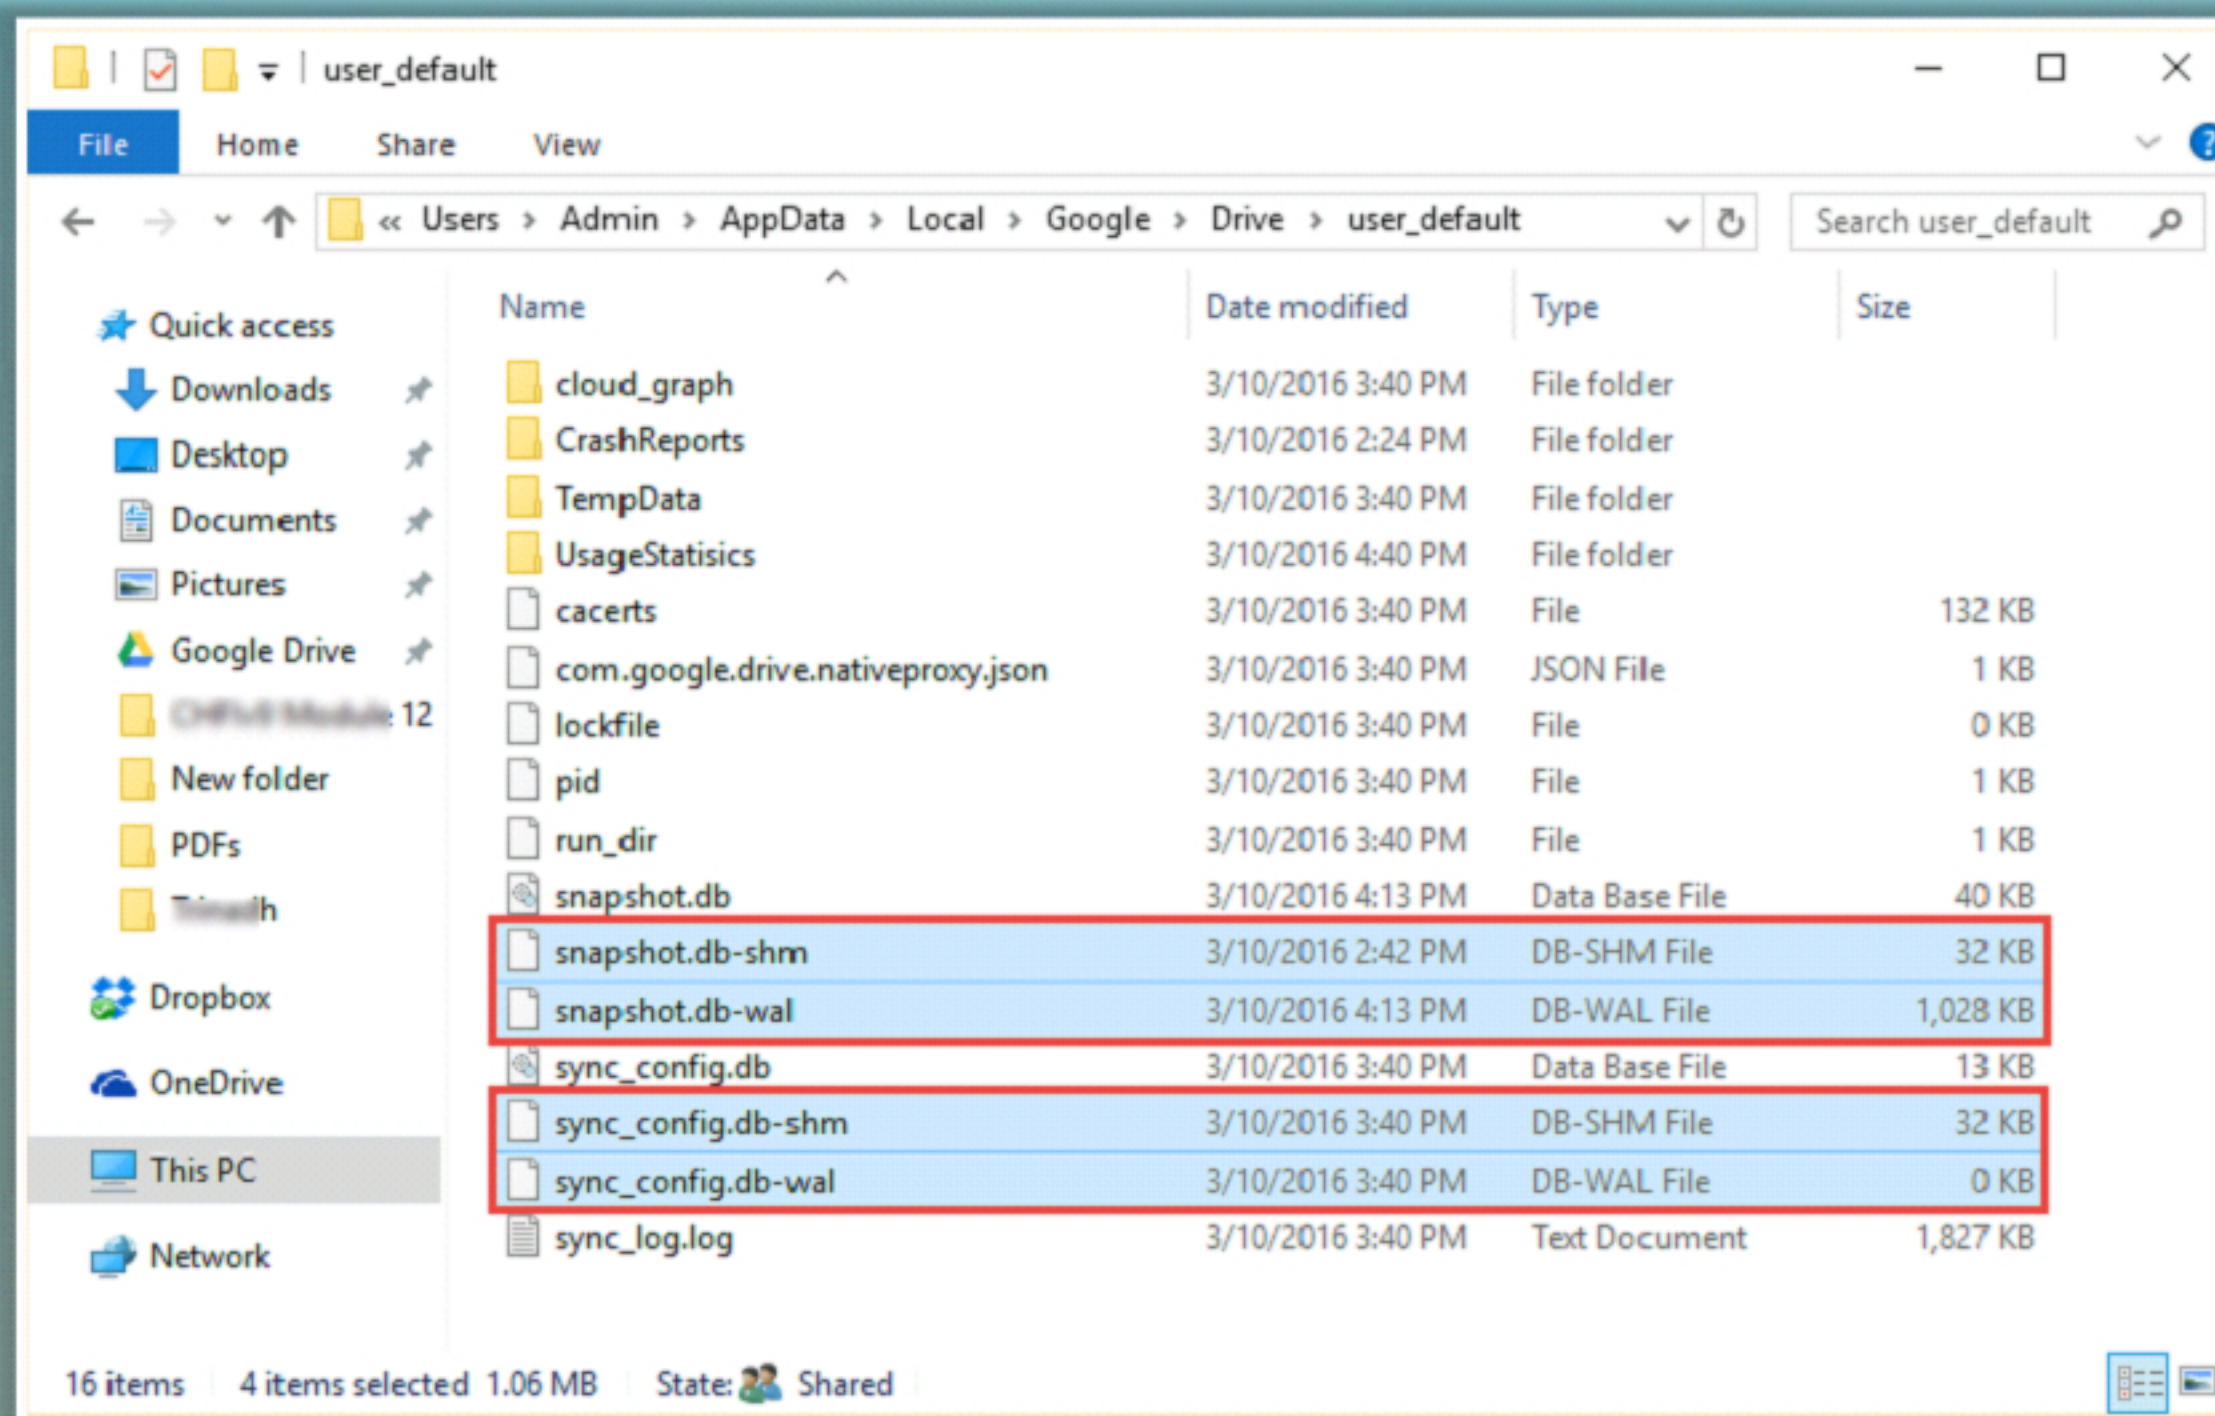 user_default
File Home Share View
« Users > Admin > AppData > Local > Google > Drive > user_default Search user_default
Name Date modified Type Size
Quick access
Downloads
Desktop
Documents
Pictures
Google Drive
12
New folder
PDFs
Dropbox
OneDrive
This PC
Network
cloud_graph 3/10/2016 3:40 PM File folder
CrashReports 3/10/2016 2:24 PM File folder
TempData 3/10/2016 3:40 PM File folder
UsageStatisics 3/10/2016 4:40 PM File folder
cacerts 3/10/2016 3:40 PM File 132 KB
com.google.drive.nativeproxy.json 3/10/2016 3:40 PM JSON File 1 KB
lockfile 3/10/2016 3:40 PM File 0 KB
pid 3/10/2016 3:40 PM File 1 KB
run_dir 3/10/2016 3:40 PM File 1 KB
snapshot.db 3/10/2016 4:13 PM Data Base File 40 KB
snapshot.db-shm 3/10/2016 2:42 PM DB-SHM File 32 KB
snapshot.db-wal 3/10/2016 4:13 PM DB-WAL File 1,028 KB
sync_config.db 3/10/2016 3:40 PM Data Base File 13 KB
sync_config.db-shm 3/10/2016 3:40 PM DB-SHM File 32 KB
sync_config.db-wal 3/10/2016 3:40 PM DB-WAL File 0 KB
sync_log.log 3/10/2016 3:40 PM Text Document 1,827 KB
16 items 4 items selected 1.06 MB State: Shared